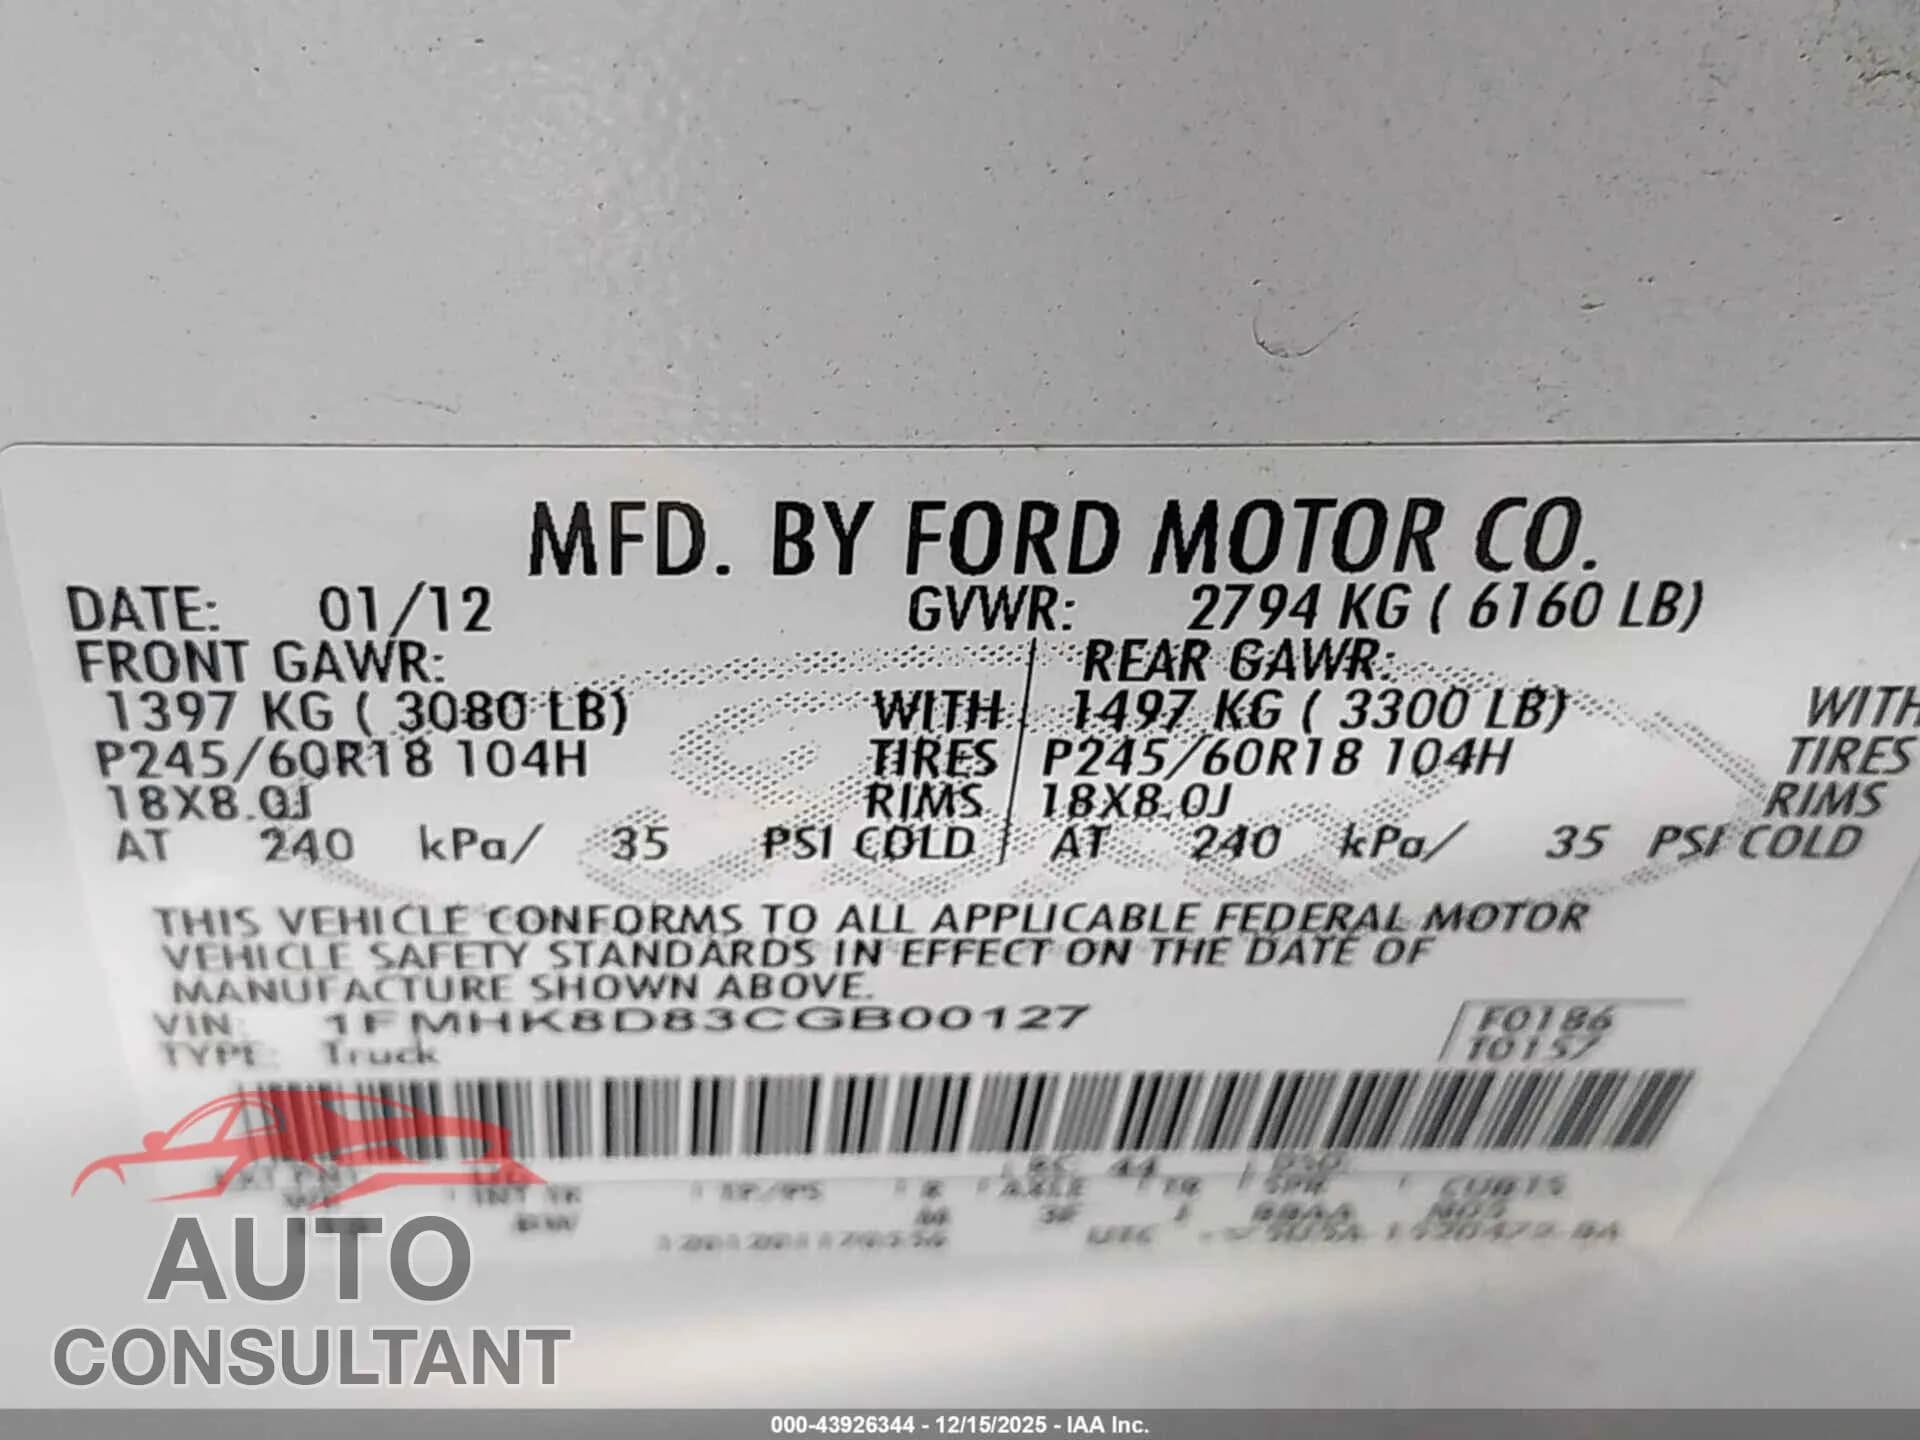 MFD. BY FORD MOTOR CO.
DATE: 01/12 GVWR: 2794 KG ( 6160 LB)
FRONT GAWR: REAR GAWR:
1397 KG ( 3080 LB) WITH 1497 KG ( 3300 LB) WITH
P245/60R18 104H TIRES P245/60R18 104H TIRES
18X8.0J RIMS 18X8.0J RIMS
AT 240 kPa/ 35 PSI COLD AT 240 kPa/ 35 PSI COLD
THIS VEHICLE CONFORMS TO ALL APPLICABLE FEDERAL MOTOR
VEHICLE SAFETY STANDARDS IN EFFECT ON THE DATE OF
MANUFACTURE SHOWN ABOVE.
VIN: 1FMHK8D83CGB00127 F0186
TYPE: Truck 10157
AUTO
CONSULTANT
000-43926344 - 12/15/2025 - IAA Inc.